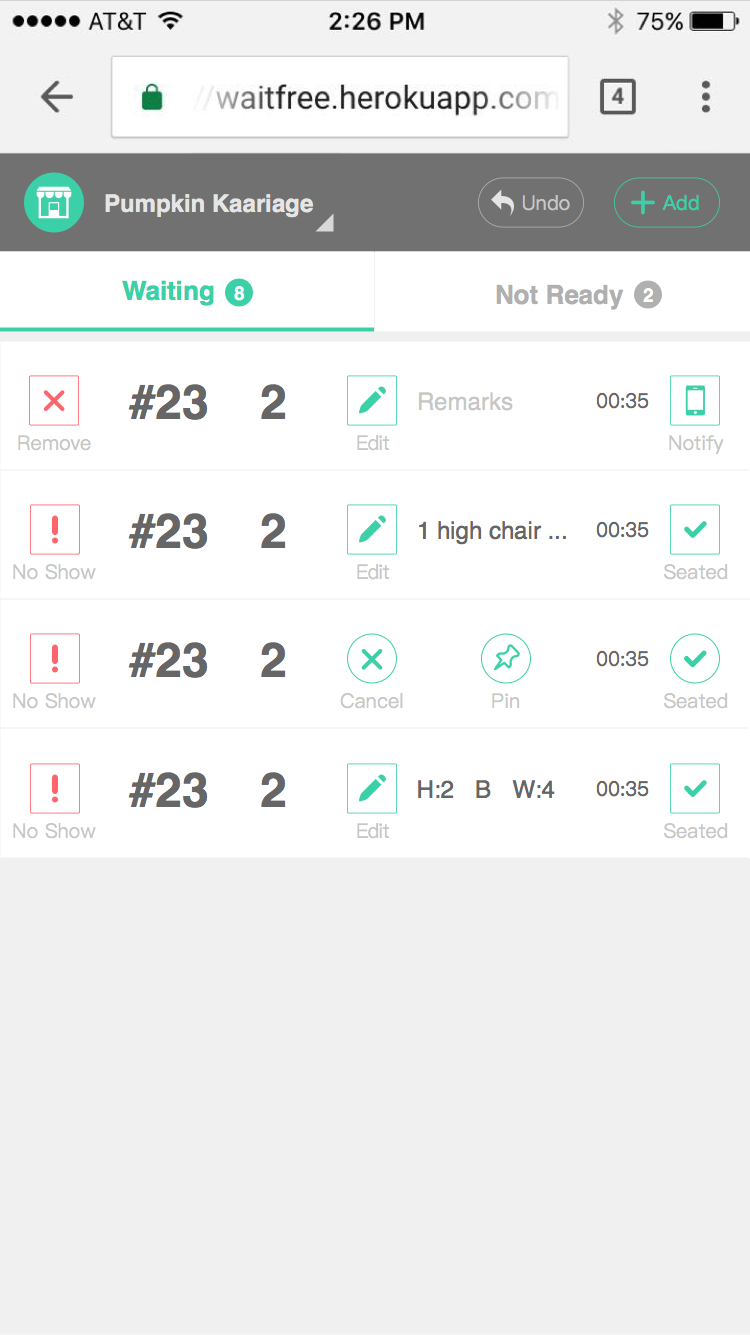 AT&T 2:26 PM 75%
//waitfree.herokuapp.com 4
Pumpkin Kaariage Undo Add
Waiting 8 Not Ready 2
#23 2 Remarks 00:35
Remove Edit Notify
#23 2 1 high chair ... 00:35
No Show Edit Seated
#23 2 00:35
No Show Cancel Pin Seated
#23 2 H:2 B W:4 00:35
No Show Edit Seated